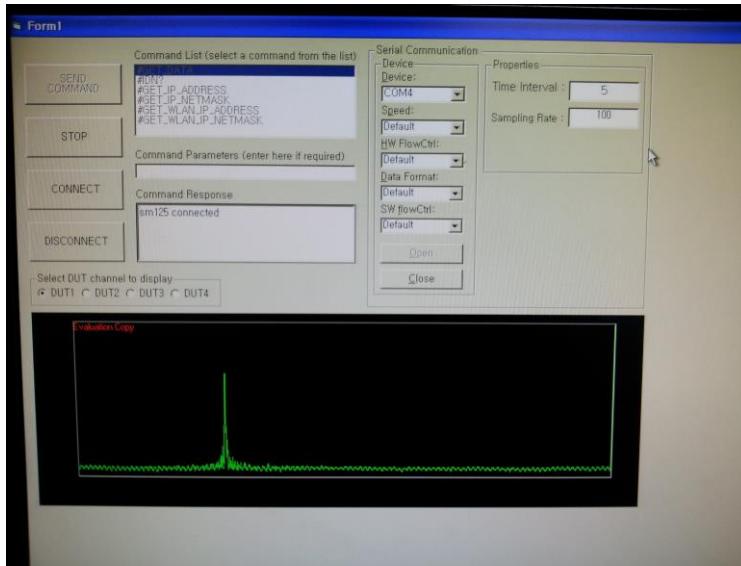 Form1
Command List (select a command from the list)
SEND COMMAND
#GET_DATA
#IDN?
#GET_IP_ADDRESS
#GET_IP_NETMASK
#GET_WLAN_IP_ADDRESS
#GET_WLAN_IP_NETMASK
STOP
Command Parameters (enter here if required)
CONNECT
Command Response
sm125 connected
DISCONNECT
Select DUT channel to display
DUT1 DUT2 DUT3 DUT4
Serial Communication
Device
Device:
COM4
Speed:
Default
HW FlowCtrl:
Default
Data Format:
Default
SW flowCtrl:
Default
Open
Close
Properties
Time Interval : 5
Sampling Rate : 100
Evaluation Copy